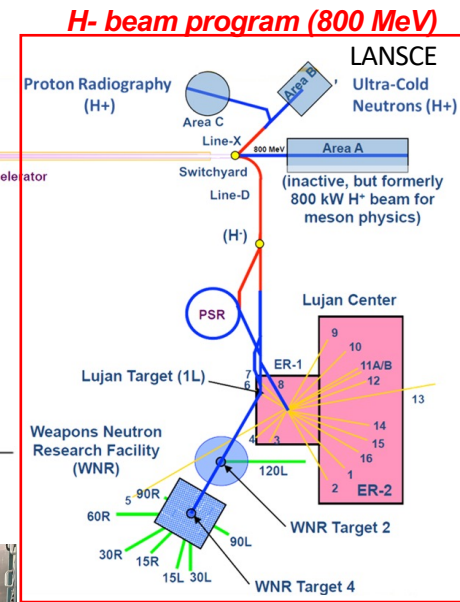 H- beam program (800 MeV)
LANSCE
Proton Radiography
(H+)
Area C
Area B
Ultra-Cold
Neutrons (H+)
Line-X
800 MeV
Area A
elerator
Switchyard
Line-D
(inactive, but formerly
800 kW H+ beam for
meson physics)
(H-)
PSR
Lujan Center
9
10
11A/B
12
13
ER-1
7
6
8
Lujan Target (1L)
14
15
16
4
3
1
2
ER-2
Weapons Neutron
Research Facility
(WNR)
120L
5
90R
60R
30R
15R
15L
30L
90L
WNR Target 2
WNR Target 4